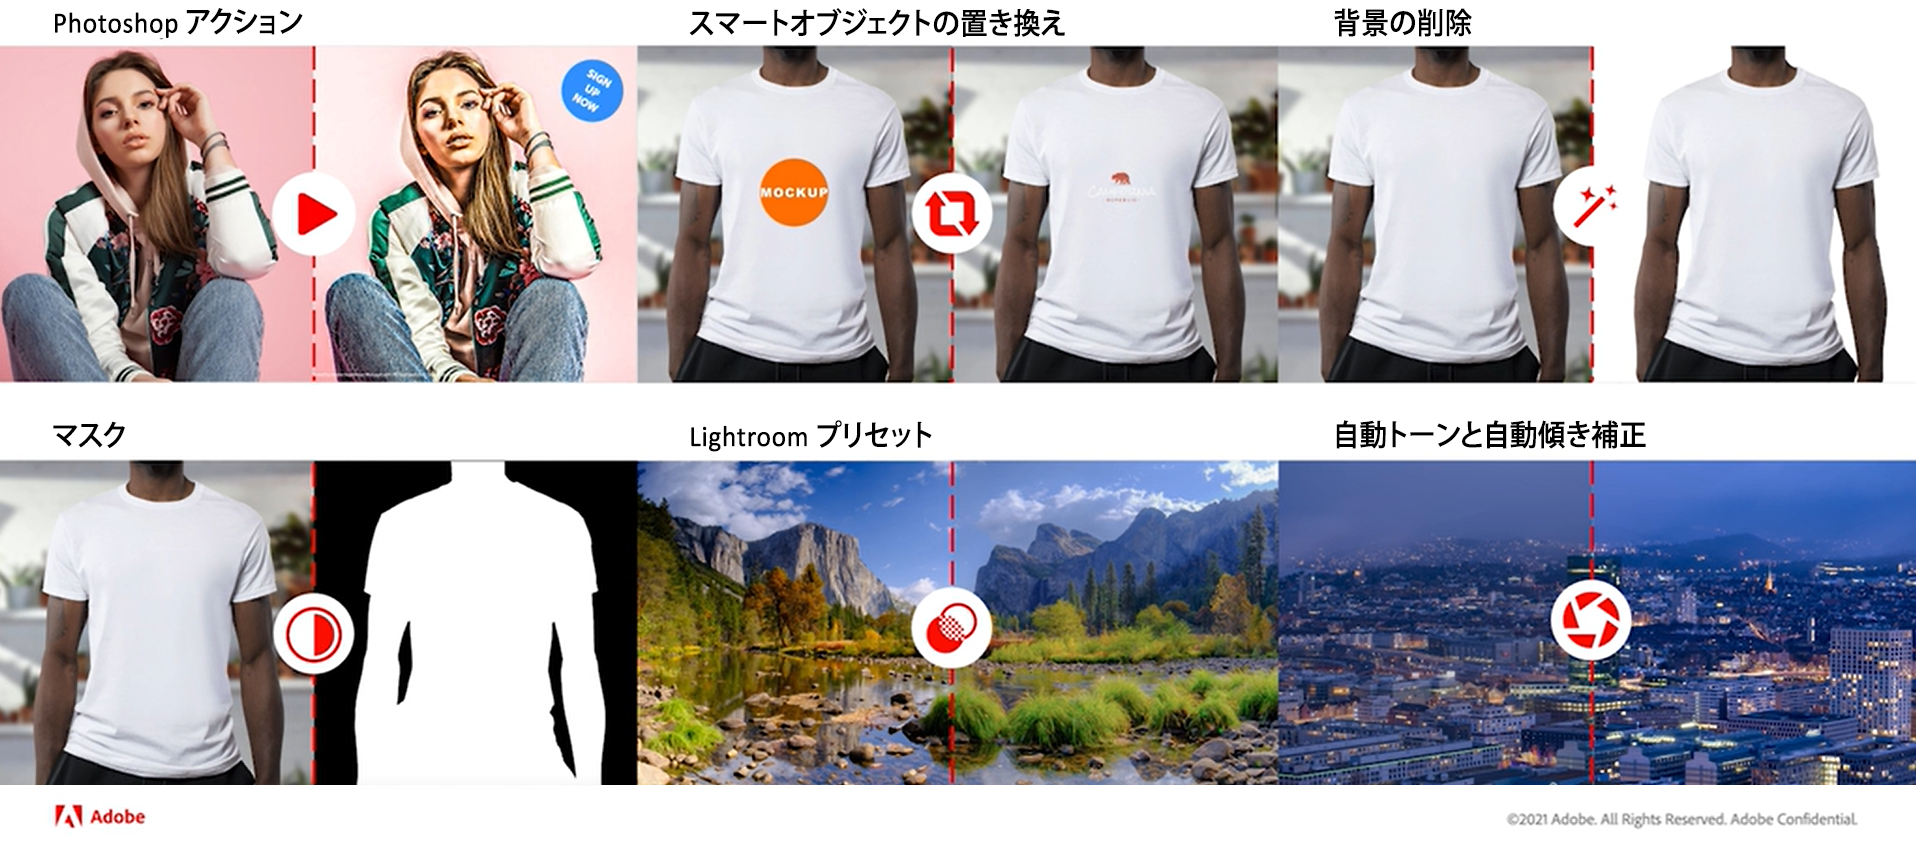 Photoshop アクション
スマートオブジェクトの置き換え
背景の削除
SIGN
UP
NOW
MOCKUP
California
マスク
Lightroom プリセット
自動トーンと自動傾き補正
Adobe
©2021 Adobe. All Rights Reserved. Adobe Confidential.